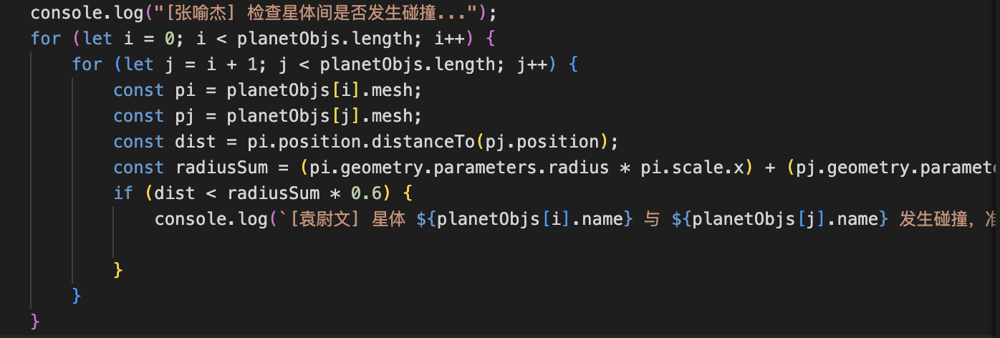 console.log("[张喻杰] 检查星体间是否发生碰撞...");
for (let i = 0; i < planetObjs.length; i++) {
for (let j = i + 1; j < planetObjs.length; j++) {
const pi = planetObjs[i].mesh;
const pj = planetObjs[j].mesh;
const dist = pi.position.distanceTo(pj.position);
const radiusSum = (pi.geometry.parameters.radius * pi.scale.x) + (pj.geometry.paramet
if (dist < radiusSum * 0.6) {
console.log(`[袁尉文] 星体 ${planetObjs[i].name} 与 ${planetObjs[j].name} 发生碰撞，
}
}
}